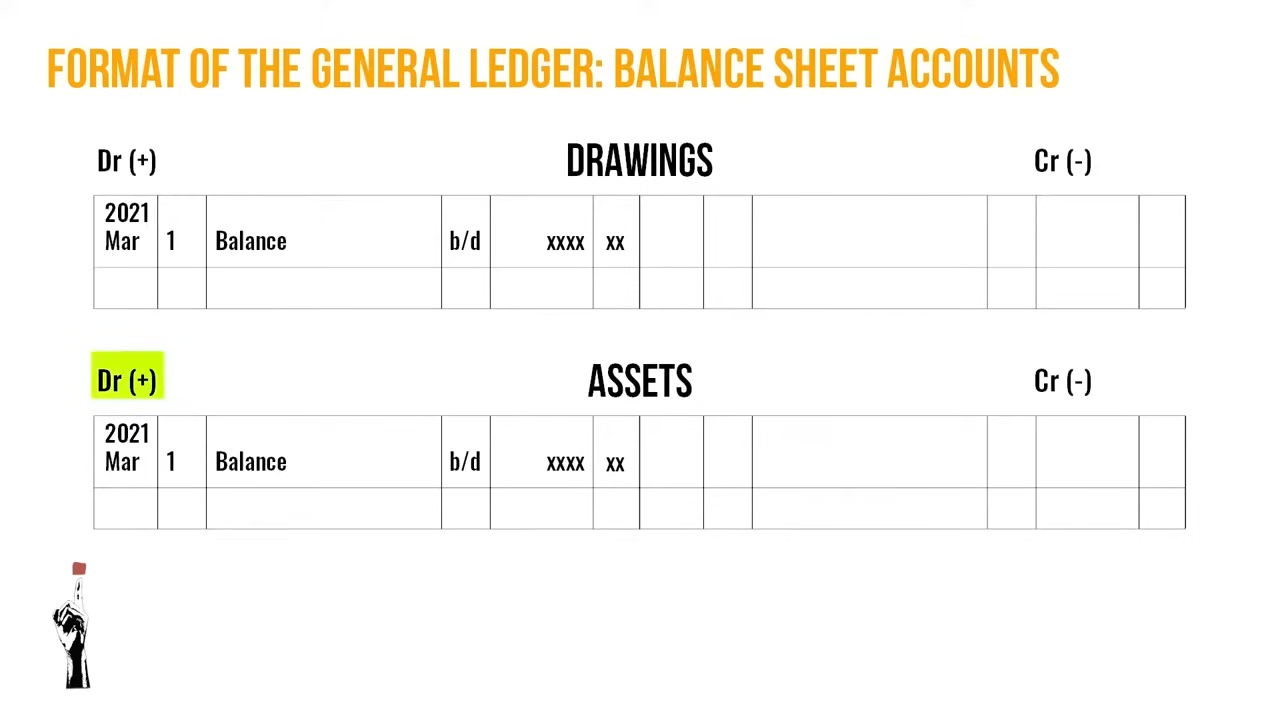 FORMAT OF THE GENERAL LEDGER: BALANCE SHEET ACCOUNTS
Dr (+) DRAWINGS Cr (-)
2021
Mar 1 Balance b/d xxxx xx
Dr (+) ASSETS Cr (-)
2021
Mar 1 Balance b/d xxxx xx